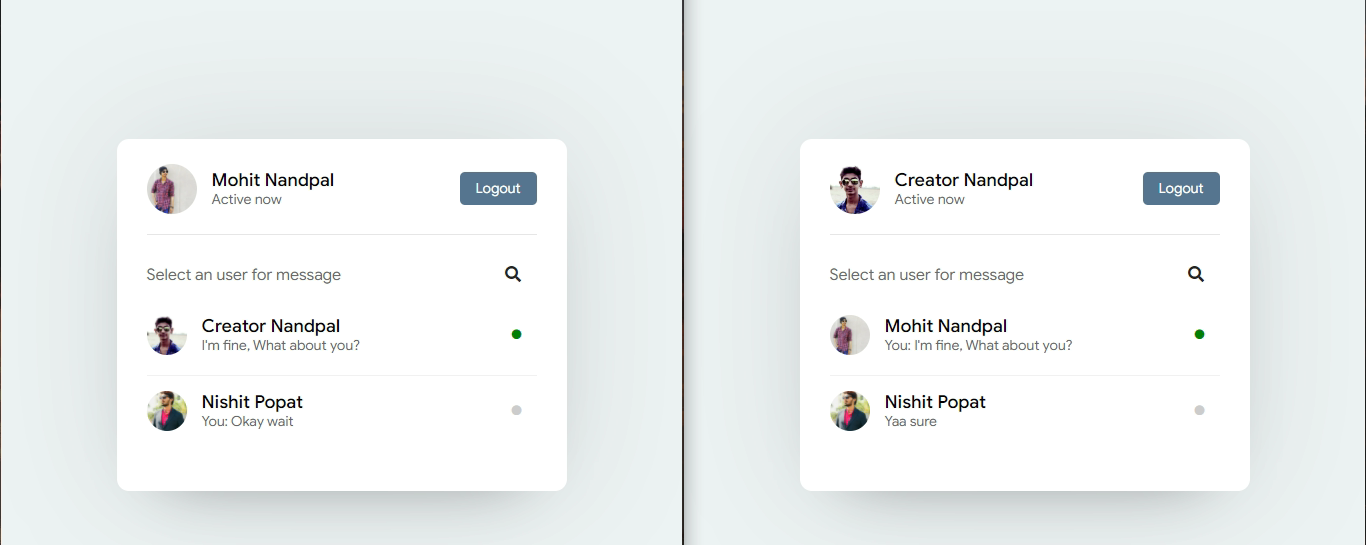 Mohit Nandpal
Active now
Logout
Select an user for message
Creator Nandpal
I'm fine, What about you?
Nishit Popat
You: Okay wait
Creator Nandpal
Active now
Logout
Select an user for message
Mohit Nandpal
You: I'm fine, What about you?
Nishit Popat
Yaa sure